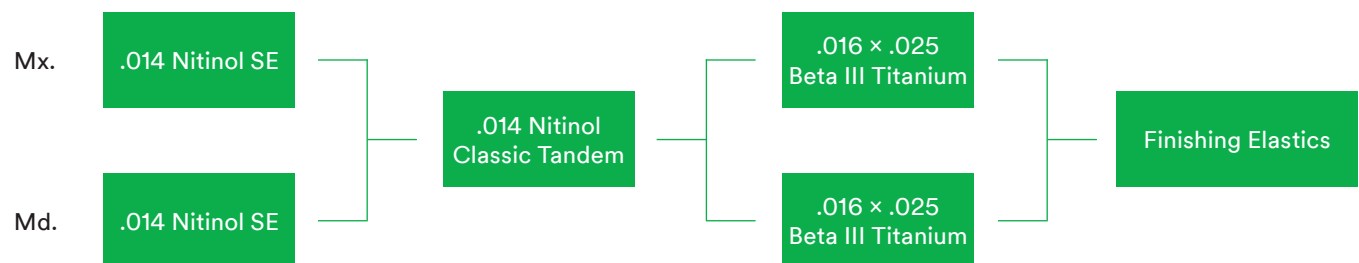 Mx.
.014 Nitinol SE
.016 × .025
Beta III Titanium
.014 Nitinol
Classic Tandem
Finishing Elastics
Md.
.014 Nitinol SE
.016 × .025
Beta III Titanium